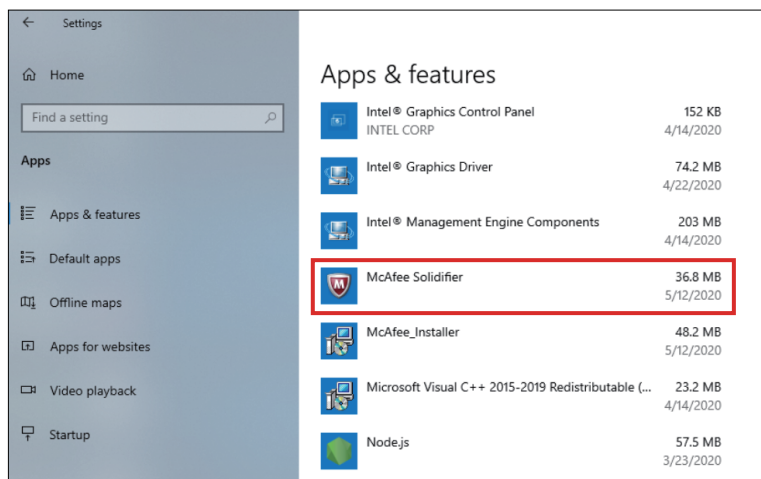 Settings
Home
Find a setting
Apps
Apps & features
Default apps
Offline maps
Apps for websites
Video playback
Startup
Apps & features
Intel® Graphics Control Panel 152 KB
INTEL CORP 4/14/2020
Intel® Graphics Driver 74.2 MB
4/22/2020
Intel® Management Engine Components 203 MB
4/14/2020
McAfee Solidifier 36.8 MB
5/12/2020
McAfee_Installer 48.2 MB
5/12/2020
Microsoft Visual C++ 2015-2019 Redistributable (... 23.2 MB
4/14/2020
Node.js 57.5 MB
3/23/2020